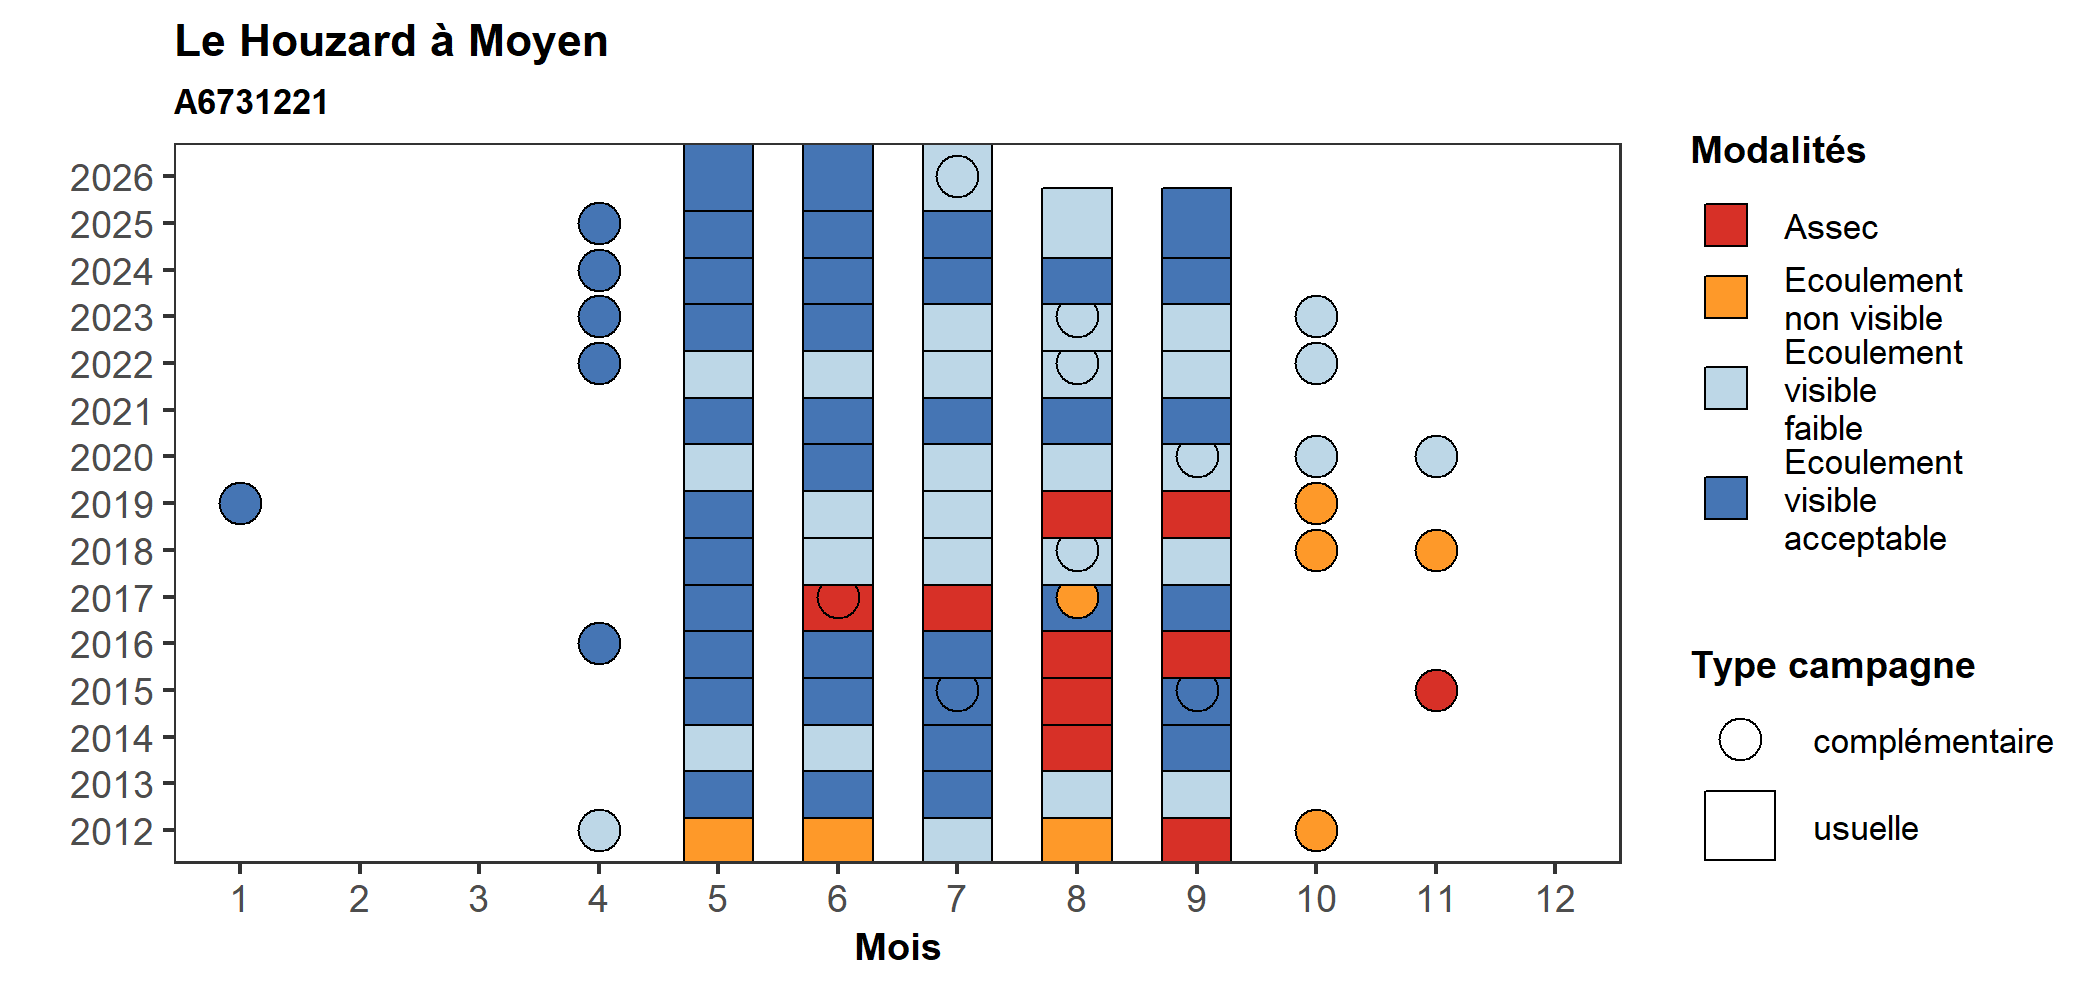 Le Houzard à Moyen
A6731221
2026
2025
2024
2023
2022
2021
2020
2019
2018
2017
2016
2015
2014
2013
2012
1 2 3 4 5 6 7 8 9 10 11 12
Mois
Modalités
Assec
Ecoulement
non visible
Ecoulement
visible
faible
Ecoulement
visible
acceptable
Type campagne
complémentaire
usuelle